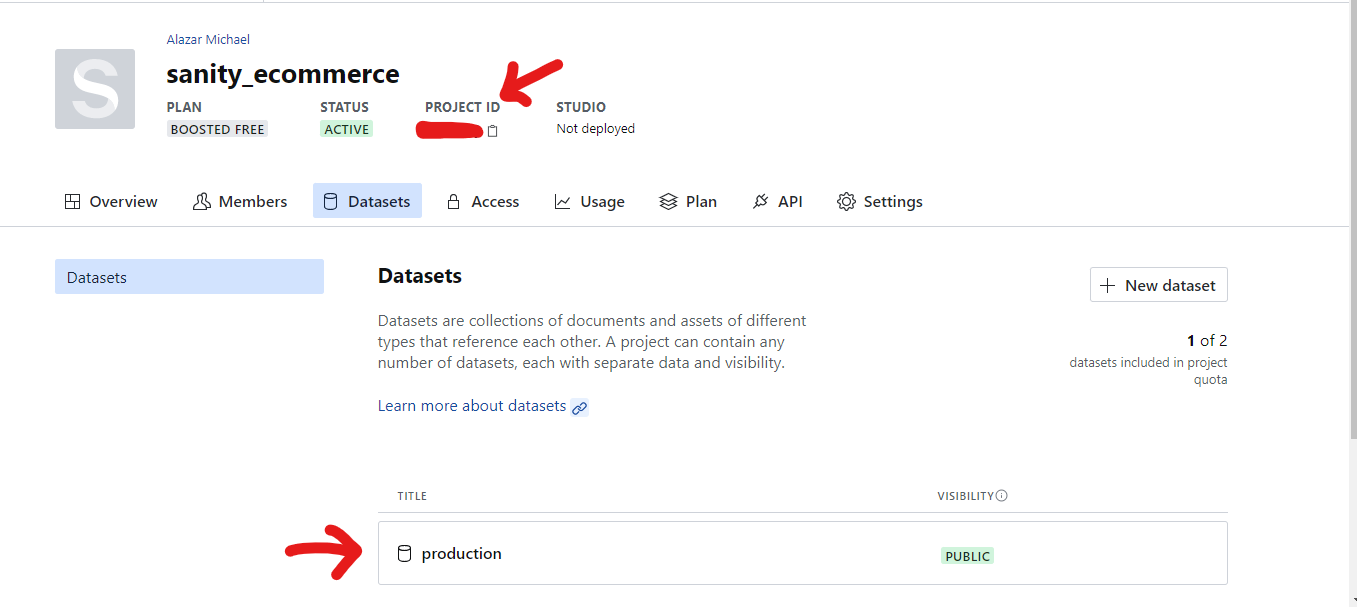 S
Alazar Michael
sanity_ecommerce
PLAN STATUS PROJECT ID STUDIO
BOOSTED FREE ACTIVE Not deployed
Overview Members Datasets Access Usage Plan API Settings
Datasets
Datasets
New dataset
Datasets are collections of documents and assets of different
types that reference each other. A project can contain any
number of datasets, each with separate data and visibility.
1 of 2
datasets included in project
quota
Learn more about datasets
TITLE VISIBILITY
production PUBLIC